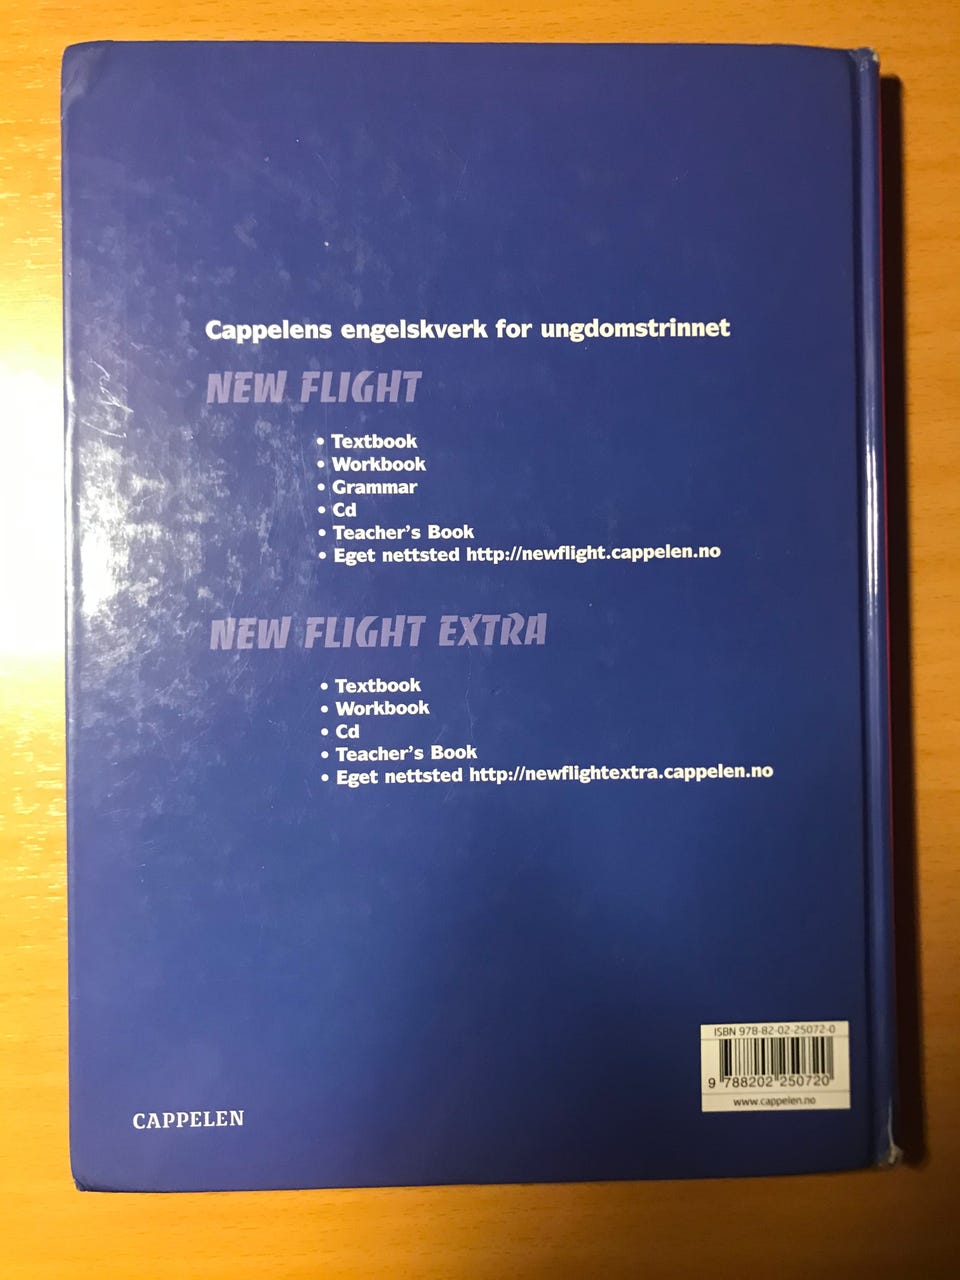 Cappelens engelskverk for ungdomstrinnet
NEW FLIGHT
• Textbook
• Workbook
• Grammar
• Cd
• Teacher's Book
• Eget nettsted http://newflight.cappelen.no
NEW FLIGHT EXTRA
• Textbook
• Workbook
• Cd
• Teacher's Book
• Eget nettsted http://newflightextra.cappelen.no
ISBN 978-82-02-25072-0
9 788202 250720
www.cappelen.no
CAPPELEN